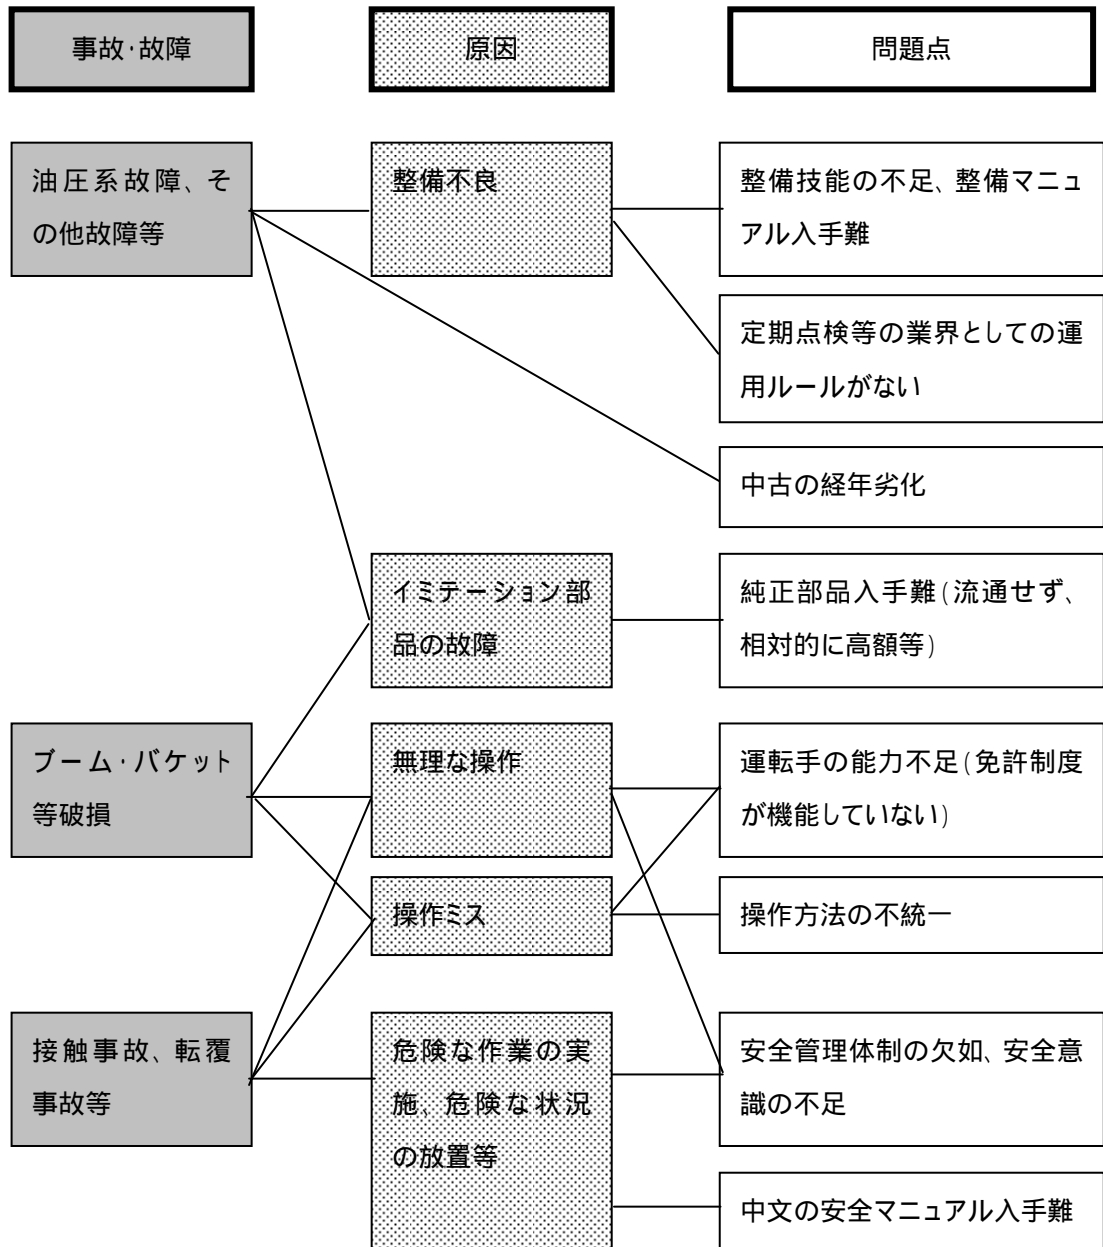 事故・故障
原因
問題点
油圧系故障、そ
の他故障等
整備不良
整備技能の不足、整備マニュ
アル入手難
定期点検等の業界としての運
用ルールがない
中古の経年劣化
イミテーション部
品の故障
純正部品入手難(流通せず、
相対的に高額等)
ブーム・バケット
等破損
無理な操作
運転手の能力不足(免許制度
が機能していない)
操作ミス
操作方法の不統一
接触事故、転覆
事故等
危険な作業の実
施、危険な状況
の放置等
安全管理体制の欠如、安全意
識の不足
中文の安全マニュアル入手難